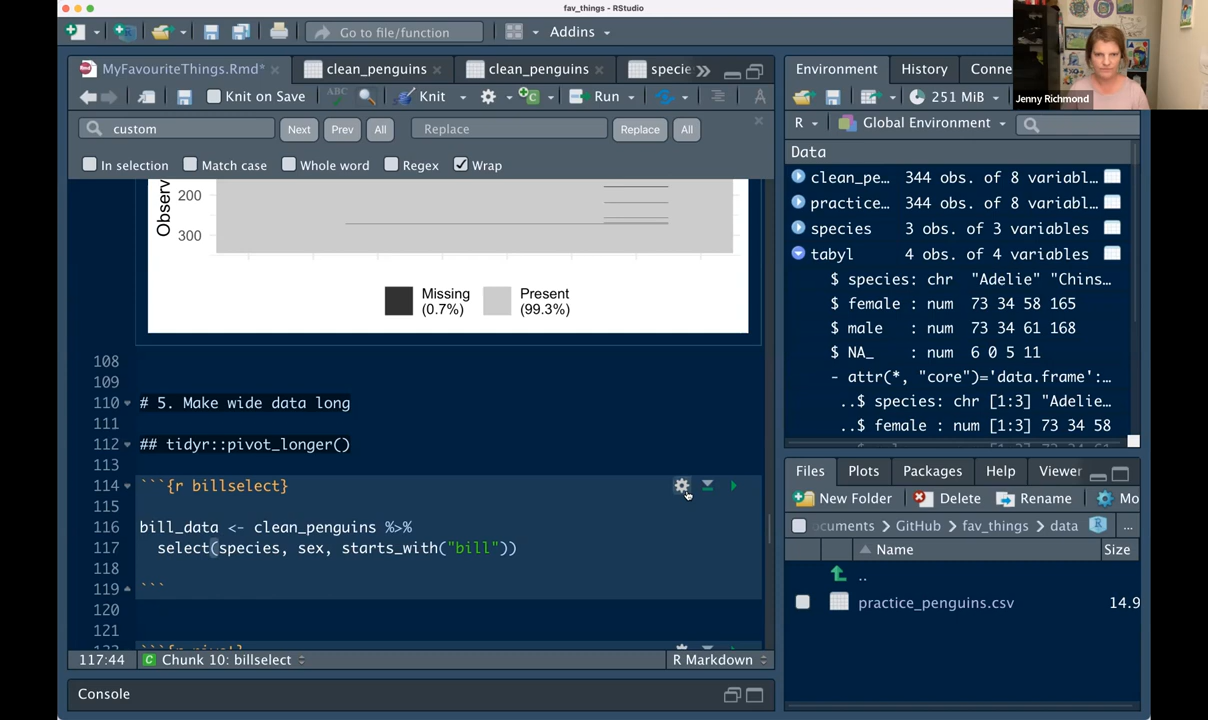 fav_things - RStudio
Go to file/function
Addins
MyFavouriteThings.Rmd*
clean_penguins
clean_penguins
specie
Knit on Save
Knit
Run
custom
Next
Prev
All
Replace
Replace
All
In selection
Match case
Whole word
Regex
Wrap
Observ
200
300
Missing
(0.7%)
Present
(99.3%)
108
109
110 # 5. Make wide data long
111
112 ## tidyr::pivot_longer()
113
114 ```{r billselect}
115
116 bill_data <- clean_penguins %>%
117 select(species, sex, starts_with("bill"))
118
119 ```
120
121
117:44
Chunk 10: billselect
R Markdown
Console
Environment
History
Conne
251 MiB
R
Global Environment
Data
clean_pe… 344 obs. of 8 variabl…
practice… 344 obs. of 8 variabl…
species 3 obs. of 3 variables
tabyl 4 obs. of 4 variables
$ species: chr "Adelie" "Chins…
$ female : num 73 34 58 165
$ male : num 73 34 61 168
$ NA_ : num 6 0 5 11
- attr(*, "core")='data.frame':…
..$ species: chr [1:3] "Adelie…
..$ female : num [1:3] 73 34 58
Files
Plots
Packages
Help
Viewer
New Folder
Delete
Rename
Mo
ocuments
GitHub
fav_things
data
...
Name
Size
..
practice_penguins.csv
14.9
Jenny Richmond